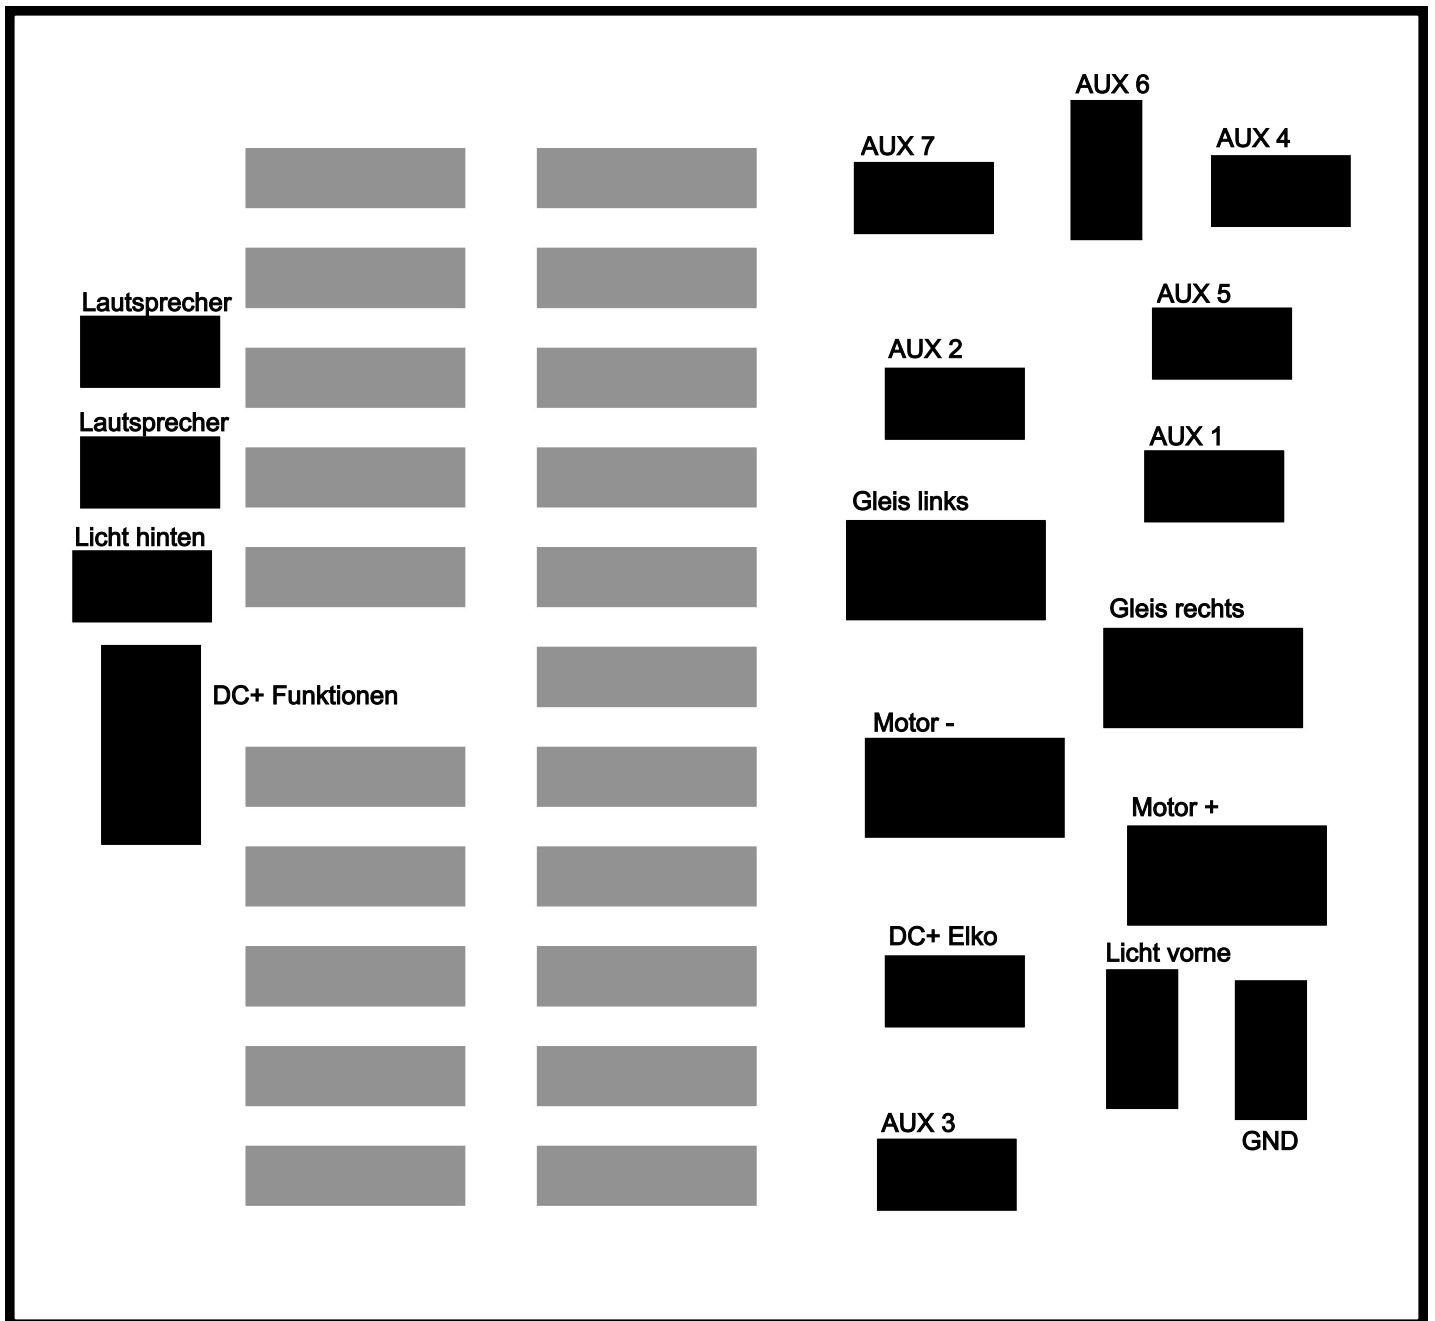 AUX 6
AUX 4
AUX 7
AUX 5
Lautsprecher
AUX 2
Lautsprecher
AUX 1
Gleis links
Licht hinten
Gleis rechts
DC+ Funktionen
Motor -
Motor +
DC+ Elko
Licht vorne
AUX 3
GND